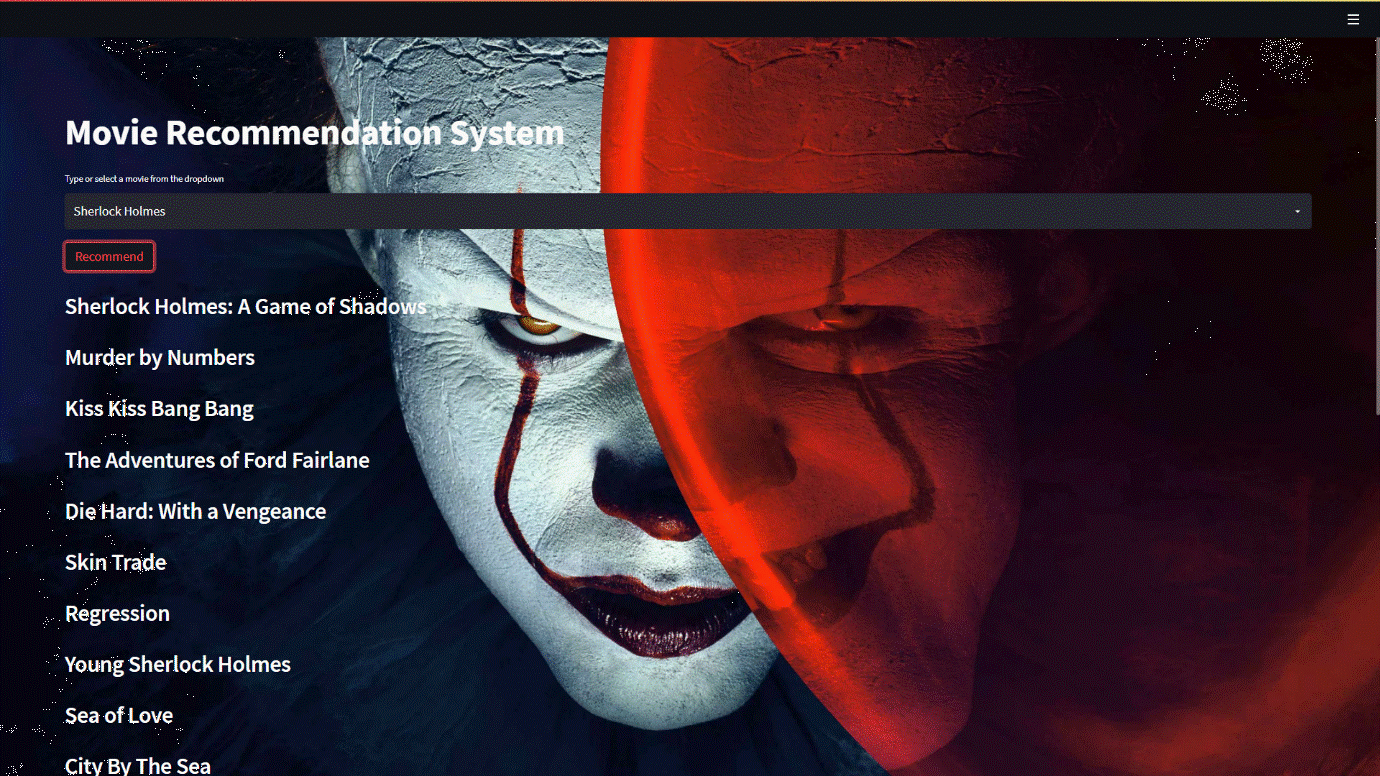 Movie Recommendation System
Type or select a movie from the dropdown
Sherlock Holmes
Recommend
Sherlock Holmes: A Game of Shadows
Murder by Numbers
Kiss Kiss Bang Bang
The Adventures of Ford Fairlane
Die Hard: With a Vengeance
Skin Trade
Regression
Young Sherlock Holmes
Sea of Love
City By The Sea